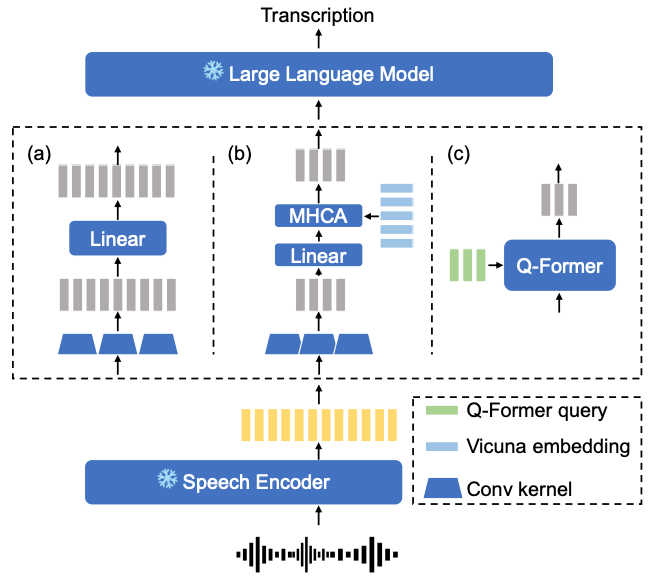 Transcription
Large Language Model
(a)
(b)
(c)
MHCA
Linear
Linear
Q-Former
Q-Former query
Vicuna embedding
Speech Encoder
Conv kernel